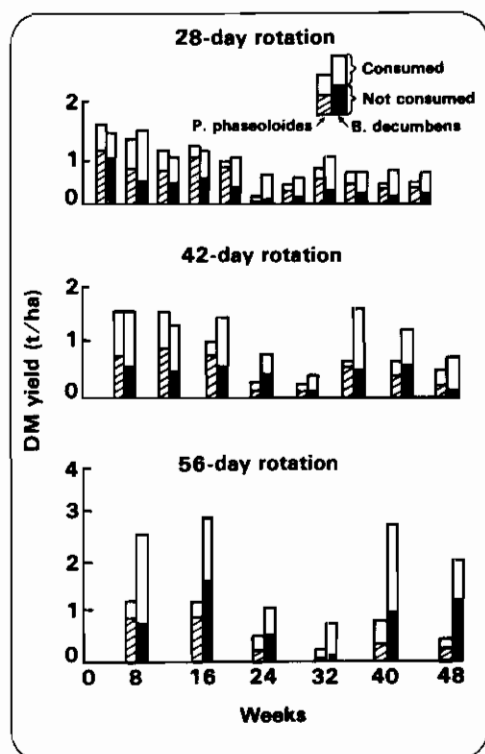 28-day rotation
Consumed
Not consumed
P. phaseoloides
B. decumbens
2
1
0
42-day rotation
2
1
0
DM yield (t/ha)
56-day rotation
4
3
2
1
0
0 8 16 24 32 40 48
Weeks